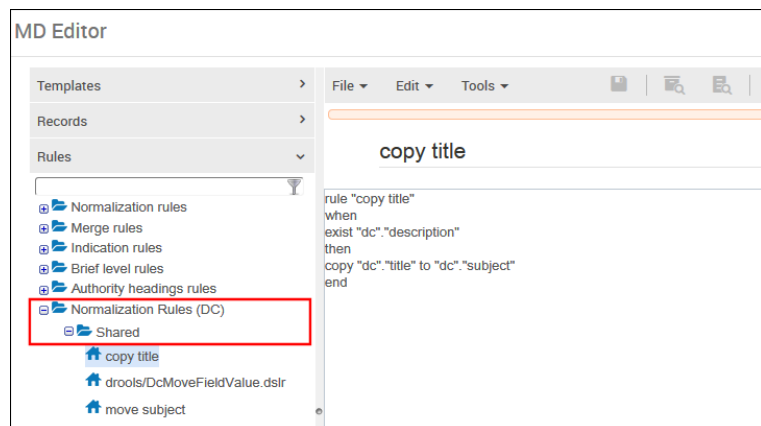 MD Editor
Templates
Records
Rules
Normalization rules
Merge rules
Indication rules
Brief level rules
Authority headings rules
Normalization Rules (DC)
Shared
copy title
drools/DcMoveFieldValue.dslr
move subject
File Edit Tools
copy title
rule "copy title"
when
exist "dc"."description"
then
copy "dc"."title" to "dc"."subject"
end